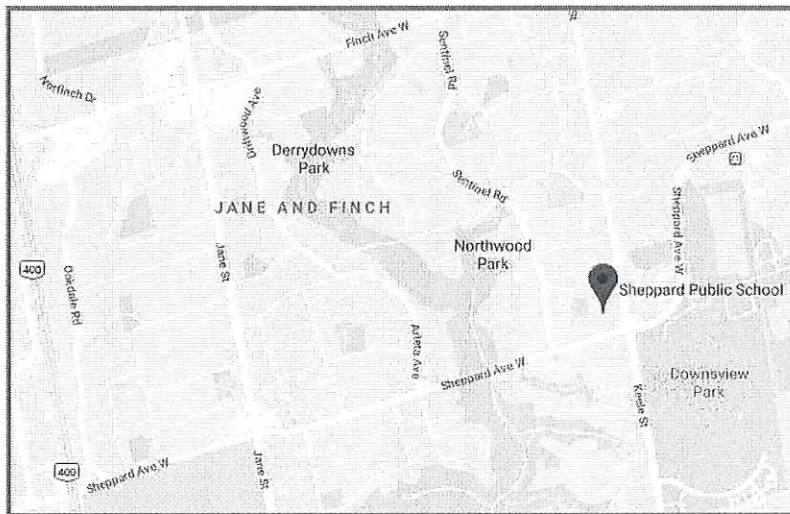 Finch Ave W
Sentinel Rd
Norfinch Dr
Driftwood Ave
Sheppard Ave W
Derrydowns
Park
Sentinel Rd
Sheppard Ave W
JANE AND FINCH
Northwood
Park
Jane St
400
Oakdale Rd
Sheppard Public School
Arleta Ave
Sheppard Ave W
Downsview
Park
Keele St
400
Sheppard Ave W
Jane St